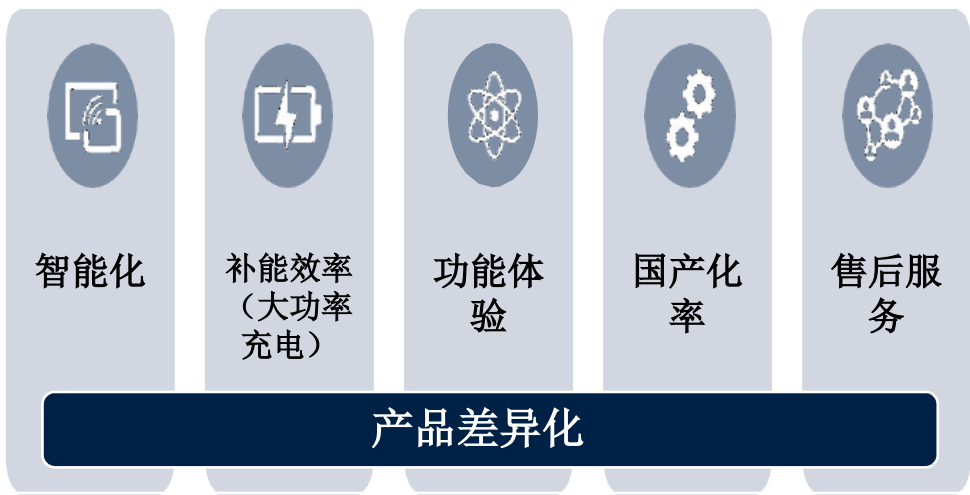 智能化
补能效率
（大功率
充电）
功能体
验
国产化
率
售后服
务
产品差异化